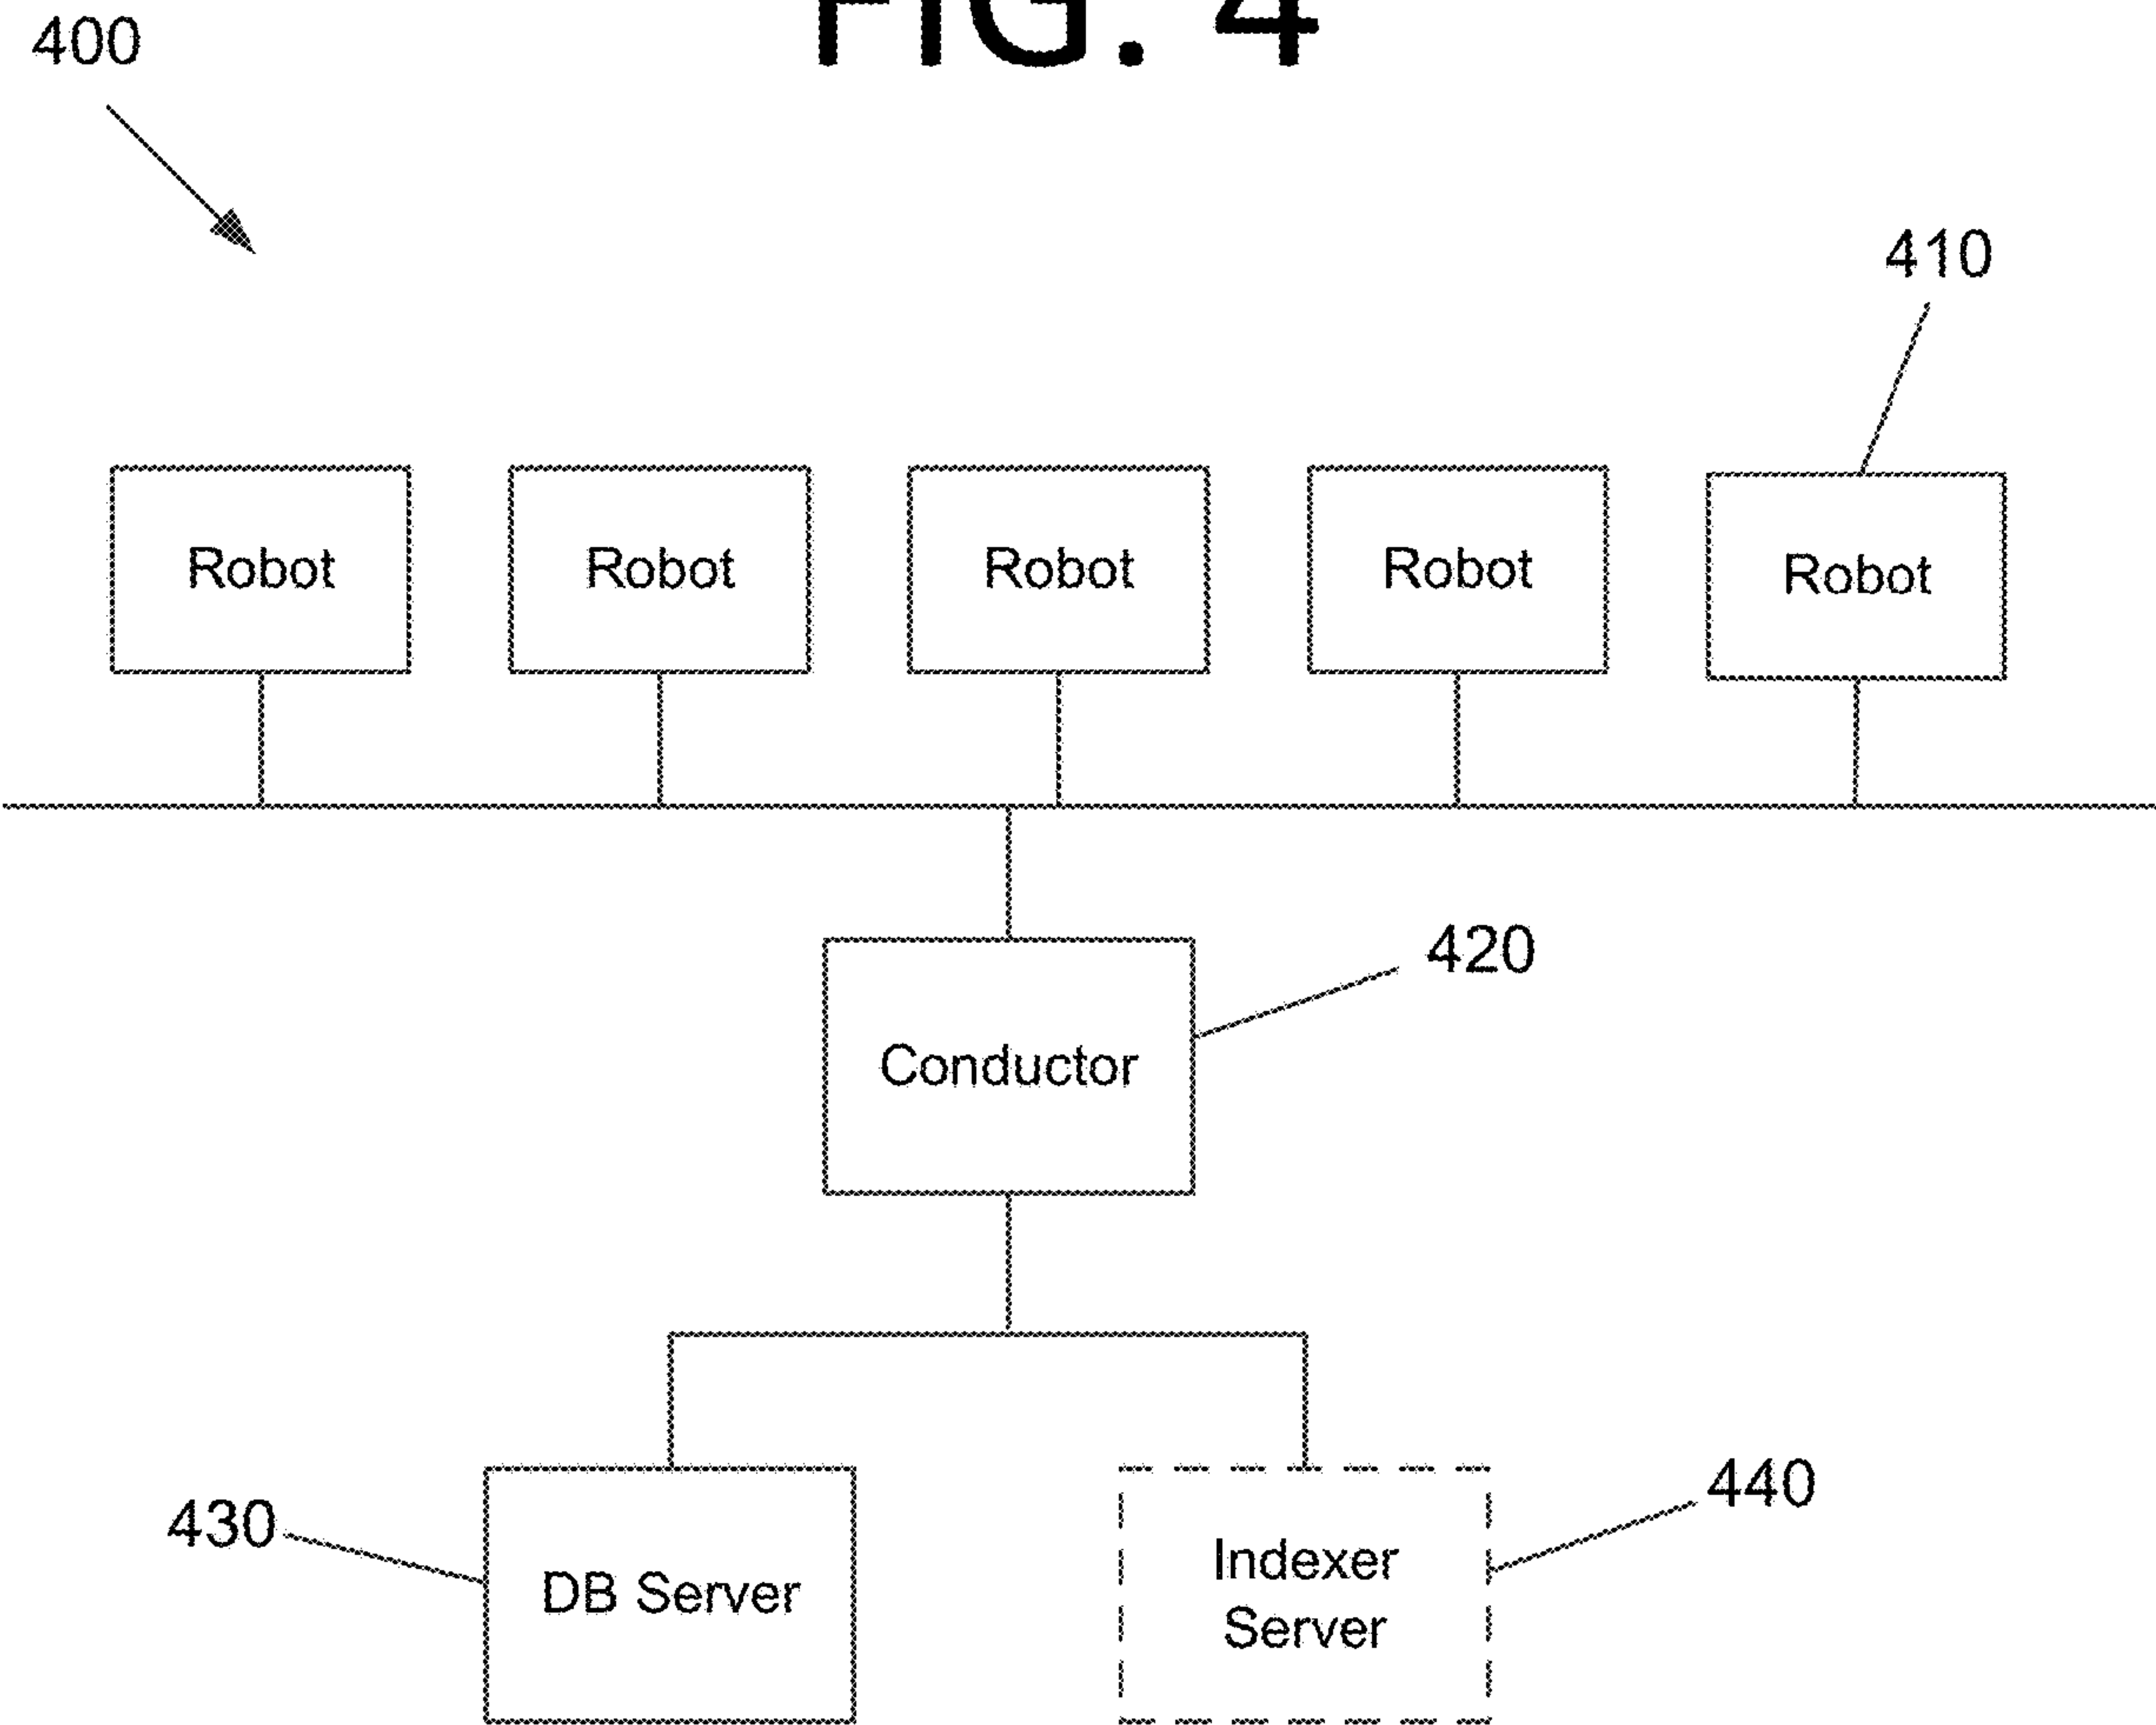 FIG. 4
400
410
Robot Robot Robot Robot Robot
420
Conductor
430
DB Server
440
Indexer
Server